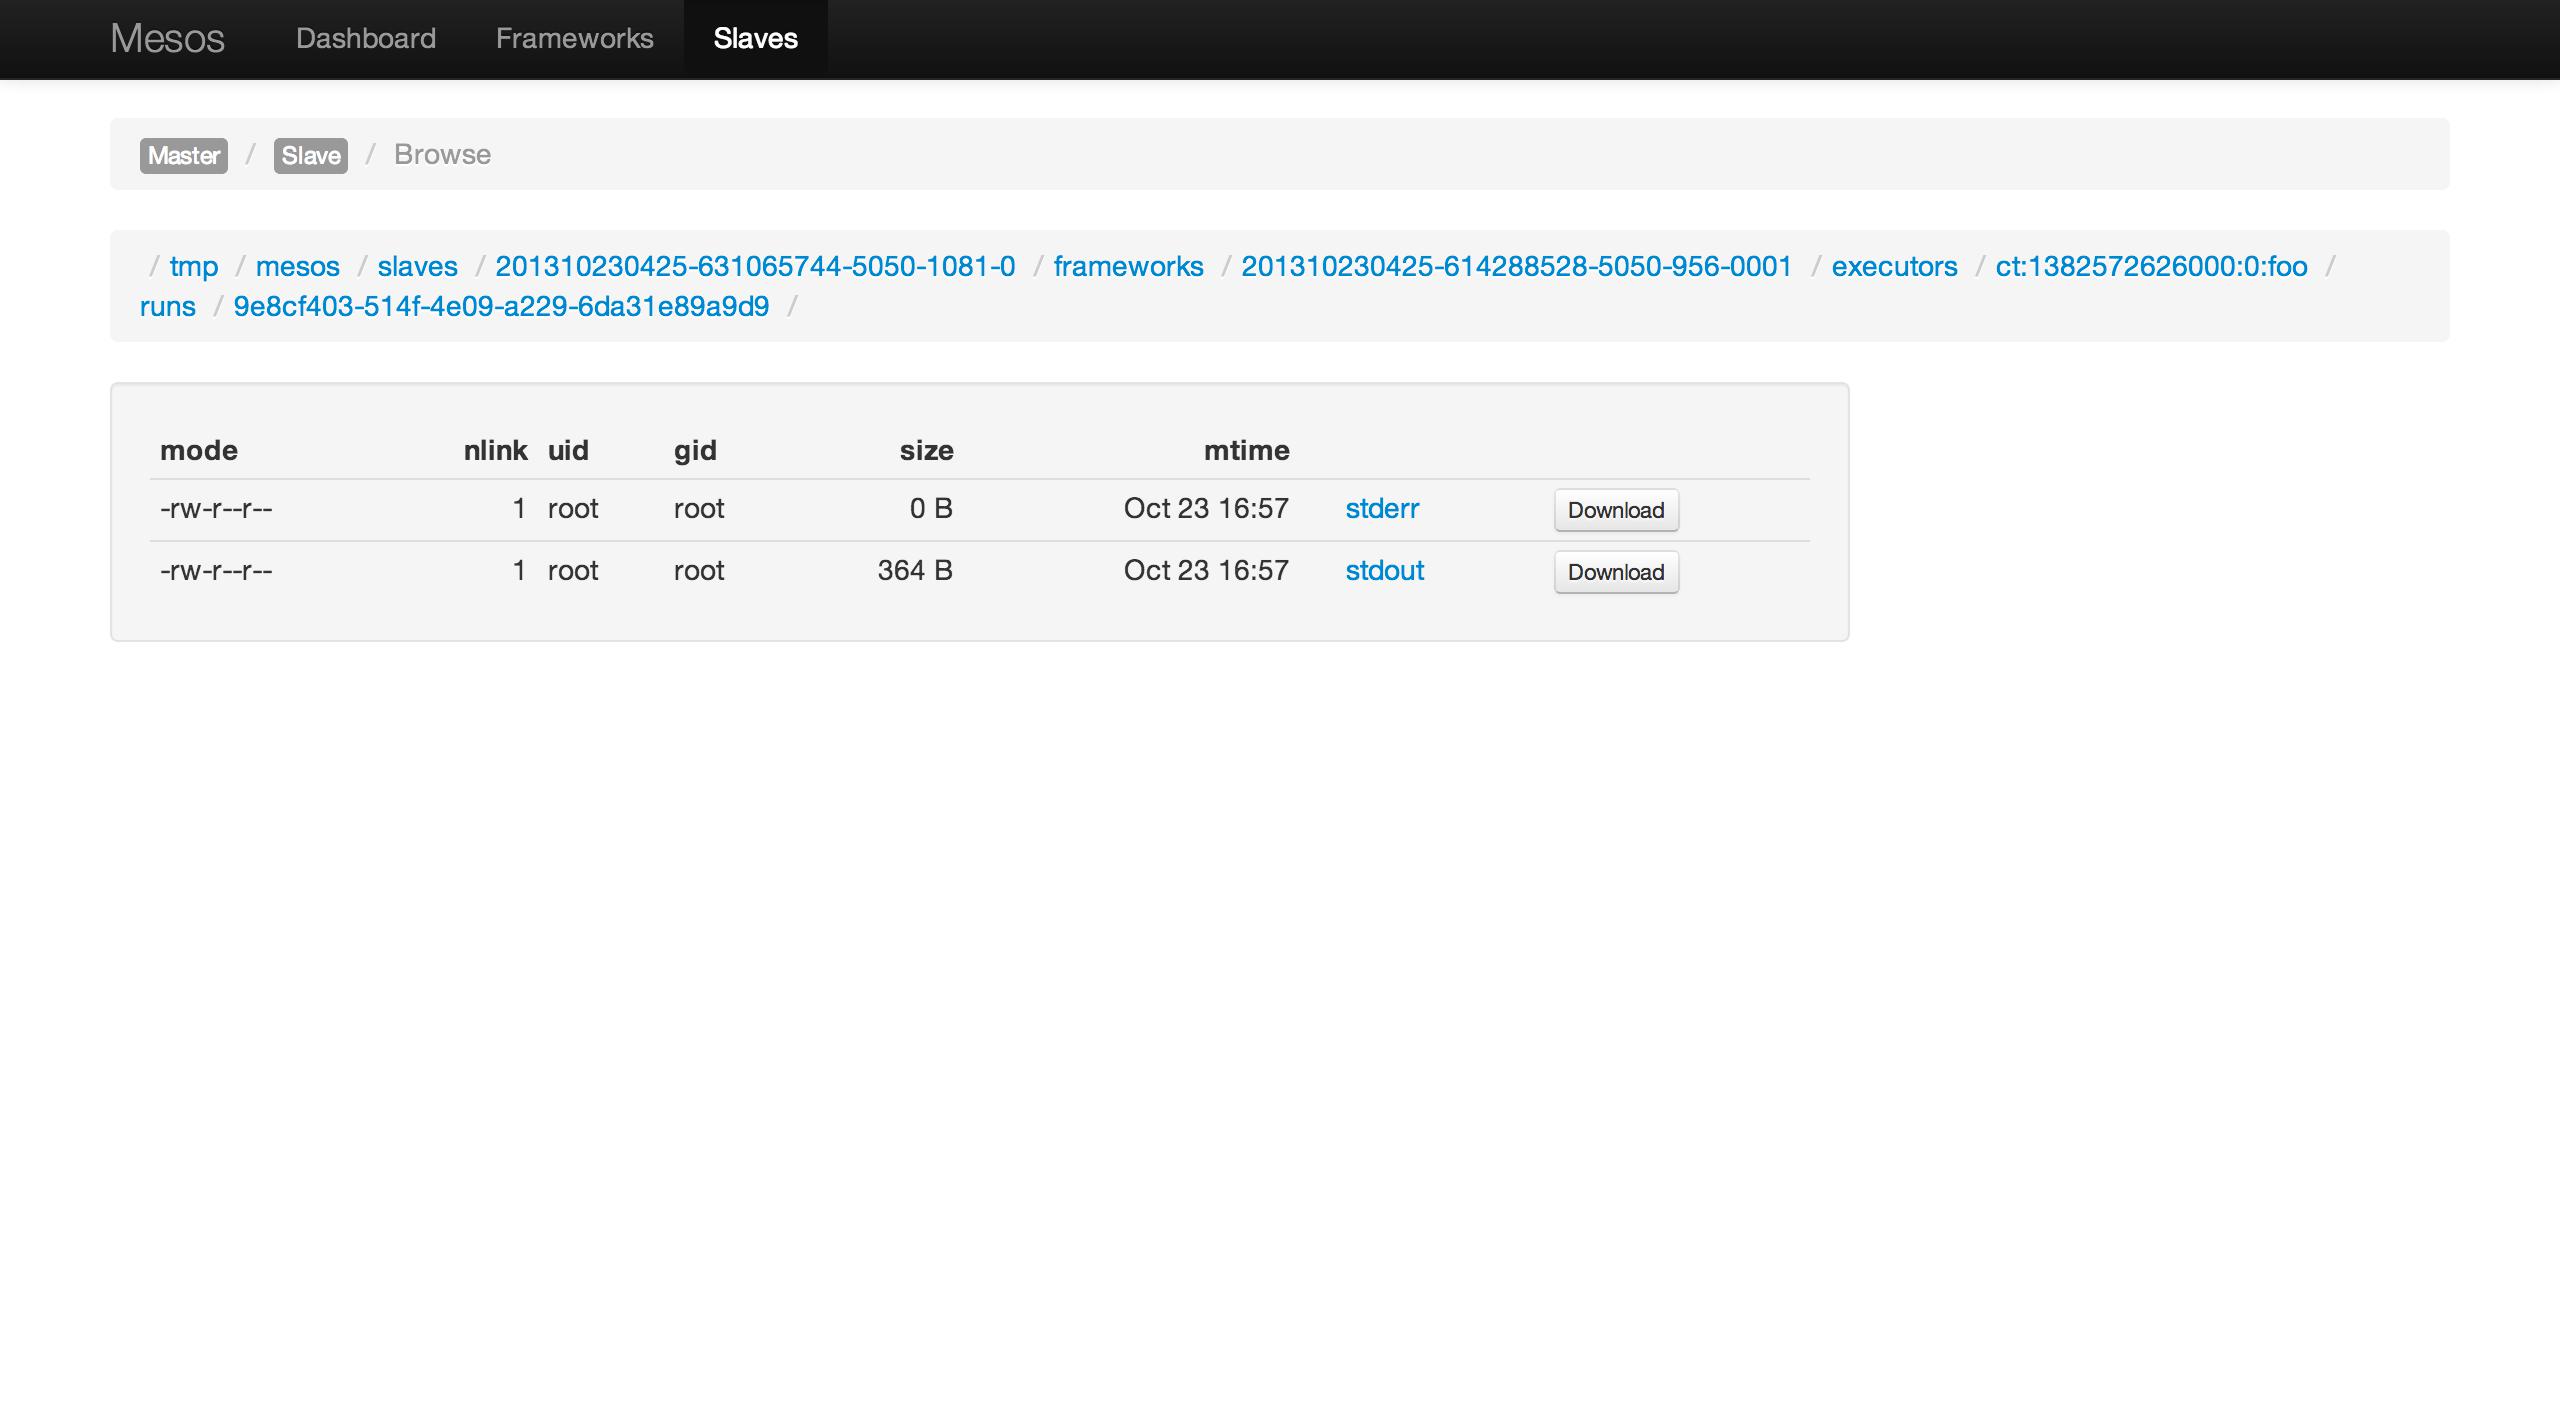 Mesos Dashboard Frameworks Slaves
Master / Slave / Browse
/ tmp / mesos / slaves / 201310230425-631065744-5050-1081-0 / frameworks / 201310230425-614288528-5050-956-0001 / executors / ct:1382572626000:0:foo /
runs / 9e8cf403-514f-4e09-a229-6da31e89a9d9 /
mode nlink uid gid size mtime
-rw-r--r-- 1 root root 0 B Oct 23 16:57 stderr Download
-rw-r--r-- 1 root root 364 B Oct 23 16:57 stdout Download